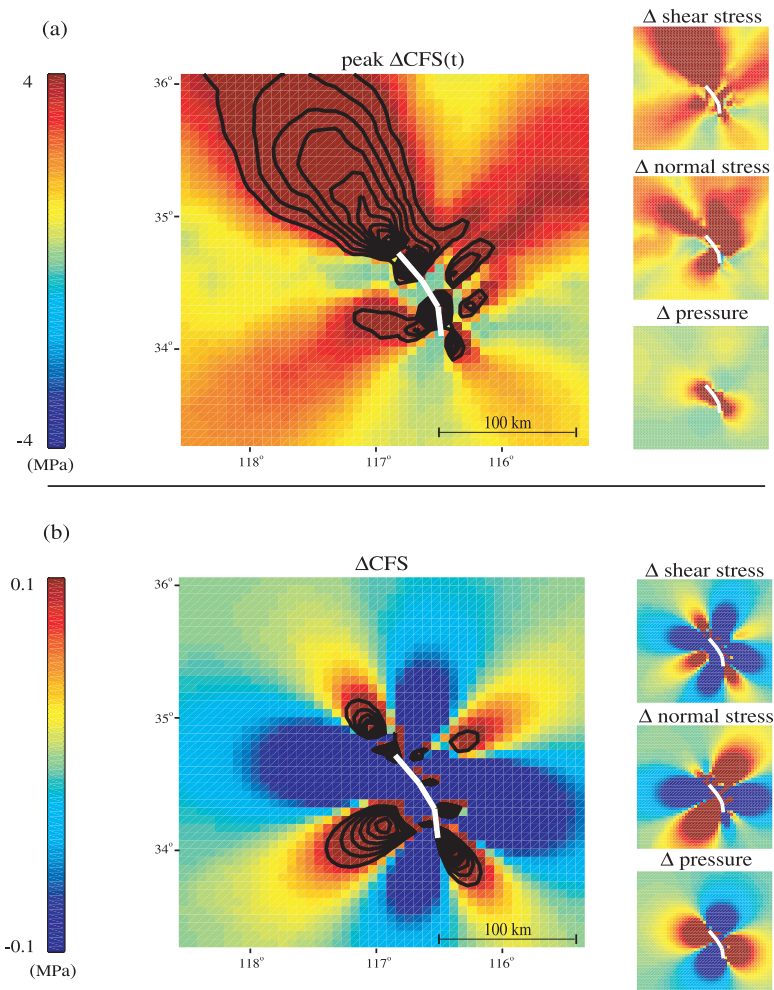 (a)
peak ΔCFS(t)
4
-4
(MPa)
36°
35°
34°
118°
117°
116°
100 km
Δ shear stress
Δ normal stress
Δ pressure
(b)
ΔCFS
0.1
-0.1
(MPa)
36°
35°
34°
118°
117°
116°
100 km
Δ shear stress
Δ normal stress
Δ pressure